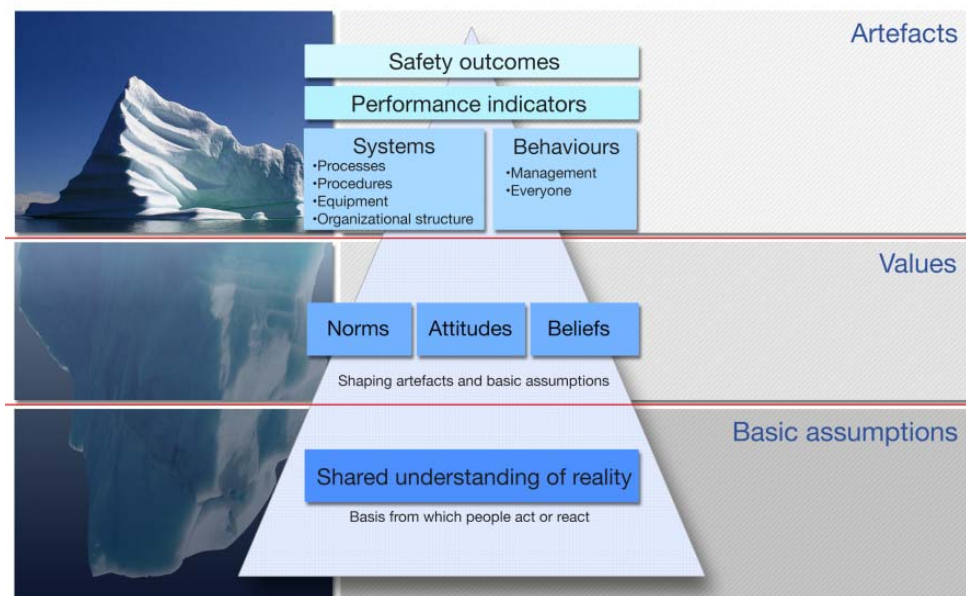 Artefacts
Safety outcomes
Performance indicators
Systems
•Processes
•Procedures
•Equipment
•Organizational structure
Behaviours
•Management
•Everyone
Values
Norms
Attitudes
Beliefs
Shaping artefacts and basic assumptions
Basic assumptions
Shared understanding of reality
Basis from which people act or react